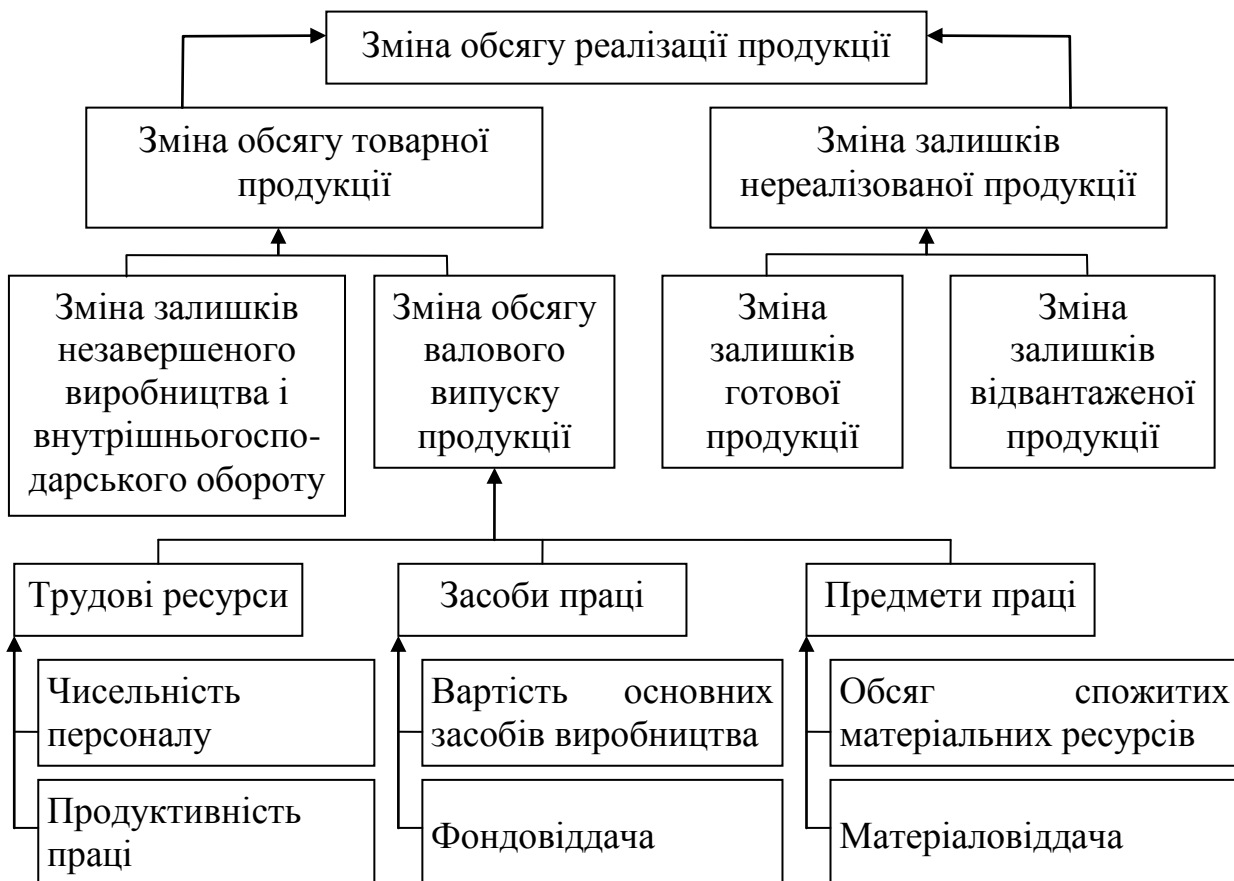 Зміна обсягу реалізації продукції
Зміна обсягу товарної
продукції
Зміна залишків
нереалізованої продукції
Зміна залишків
незавершеного
виробництва і
внутрішньогоспо-
дарського обороту
Зміна обсягу
валового
випуску
продукції
Зміна
залишків
готової
продукції
Зміна
залишків
відвантаженої
продукції
Трудові ресурси
Засоби праці
Предмети праці
Чисельність
персоналу
Вартість основних
засобів виробництва
Обсяг спожитих
матеріальних ресурсів
Продуктивність
праці
Фондовіддача
Матеріаловіддача